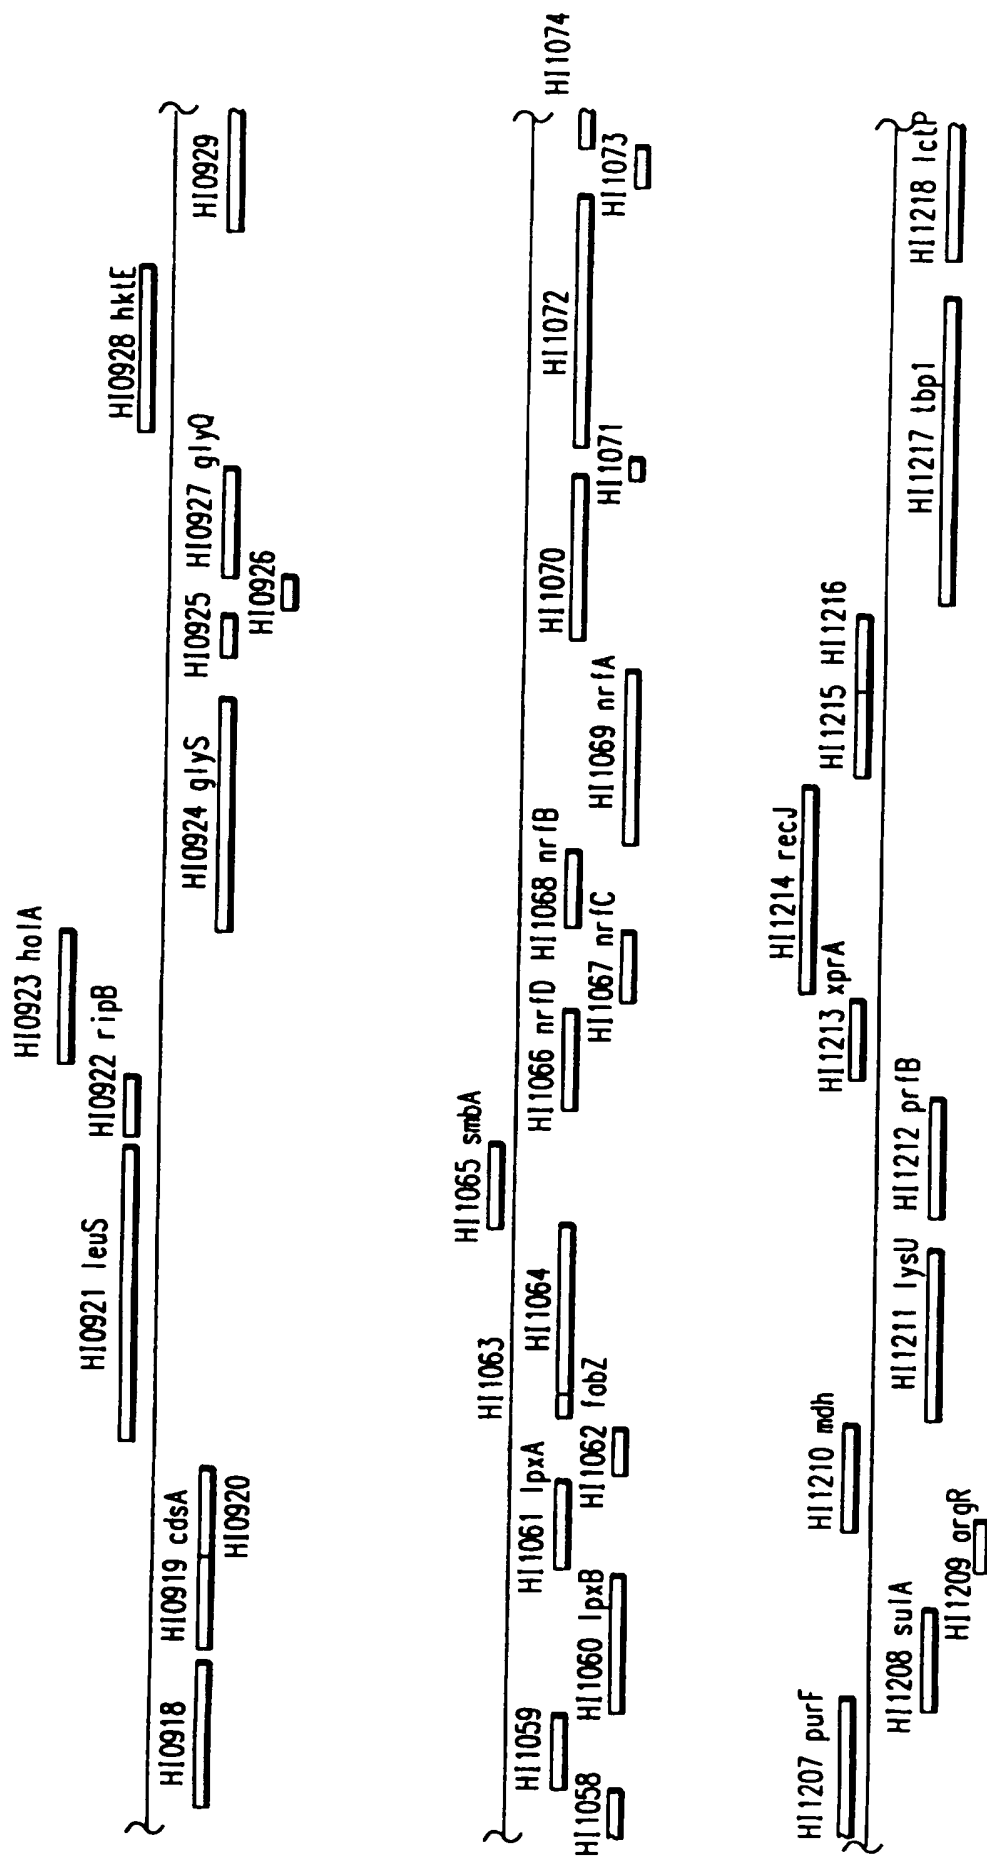 HI0918
HI0919 cdsA
HI0920
HI0921 leuS
HI0922 ripB
HI0923 holA
HI0924 glyS
HI0925
HI0926
HI0927 glyQ
HI0928 hktE
HI0929
HI1058
HI1059
HI1060 lpxB
HI1061 lpxA
HI1062 fabZ
HI1063
HI1064
HI1065 smbA
HI1066 nrfD
HI1067 nrfC
HI1068 nrfB
HI1069 nrfA
HI1070
HI1071
HI1072
HI1073
HI1074
HI1207 purF
HI1208 sulA
HI1209 argR
HI1210 mdh
HI1211 lysU
HI1212 prfB
HI1213 xprA
HI1214 recJ
HI1215 HI1216
HI1217 tbp1
HI1218 lctP